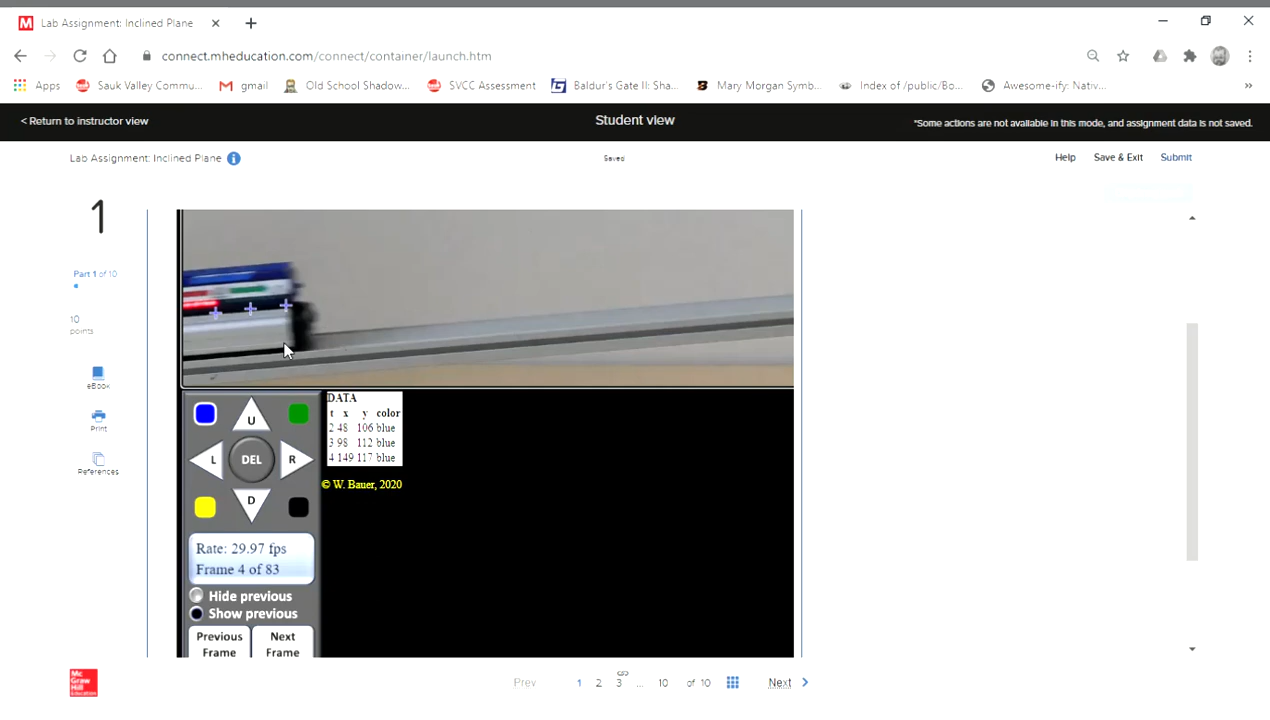 Lab Assignment: Inclined Plane
connect.mheducation.com/connect/container/launch.htm
Apps Sauk Valley Commu... gmail Old School Shadow... SVCC Assessment Baldur's Gate II: Sha... Mary Morgan Symb... Index of /public/Bo... Awesome-ify: Nativ... »
< Return to instructor view Student view *Some actions are not available in this mode, and assignment data is not saved.
Lab Assignment: Inclined Plane i Saved Help Save & Exit Submit
1
Part 1 of 10
10
points
eBook
Print
References
U
L DEL R
D
DATA
t x y color
2 48 106 blue
3 98 112 blue
4 149 117 blue
© W. Bauer, 2020
Rate: 29.97 fps
Frame 4 of 83
Hide previous
Show previous
Previous Frame
Next Frame
Mc
Graw
Hill
Education
Prev 1 2 3 ... 10 of 10 Next >